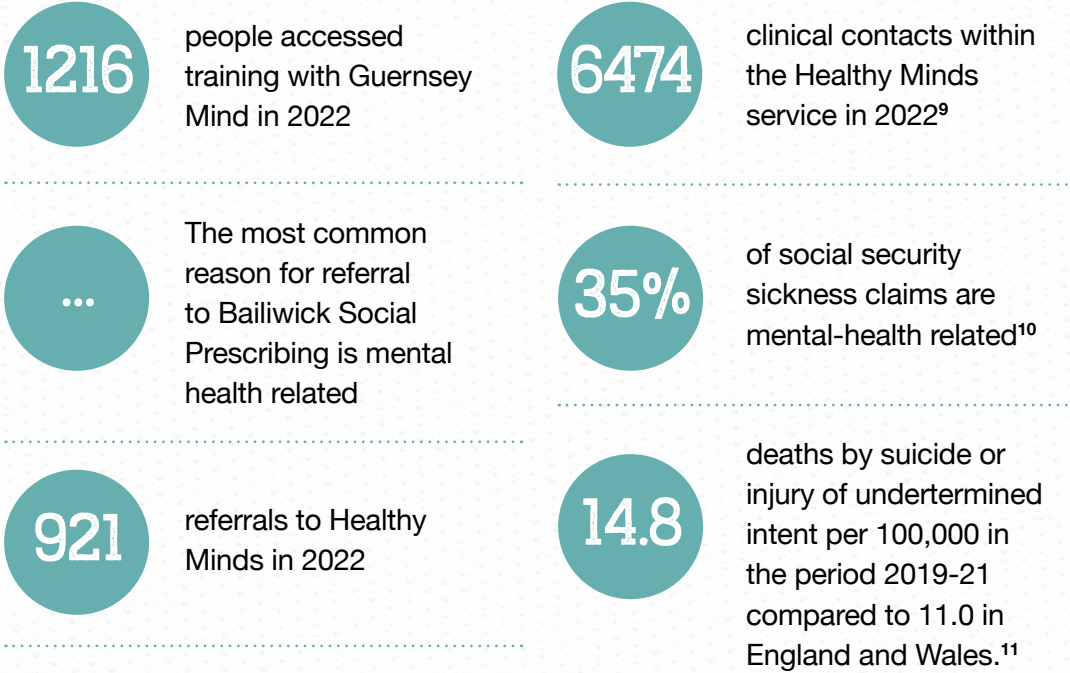 1216
people accessed
training with Guernsey
Mind in 2022
...
The most common
reason for referral
to Bailiwick Social
Prescribing is mental
health related
921
referrals to Healthy
Minds in 2022
6474
clinical contacts within
the Healthy Minds
service in 2022⁹
35%
of social security
sickness claims are
mental-health related¹⁰
14.8
deaths by suicide or
injury of undertermined
intent per 100,000 in
the period 2019-21
compared to 11.0 in
England and Wales.¹¹